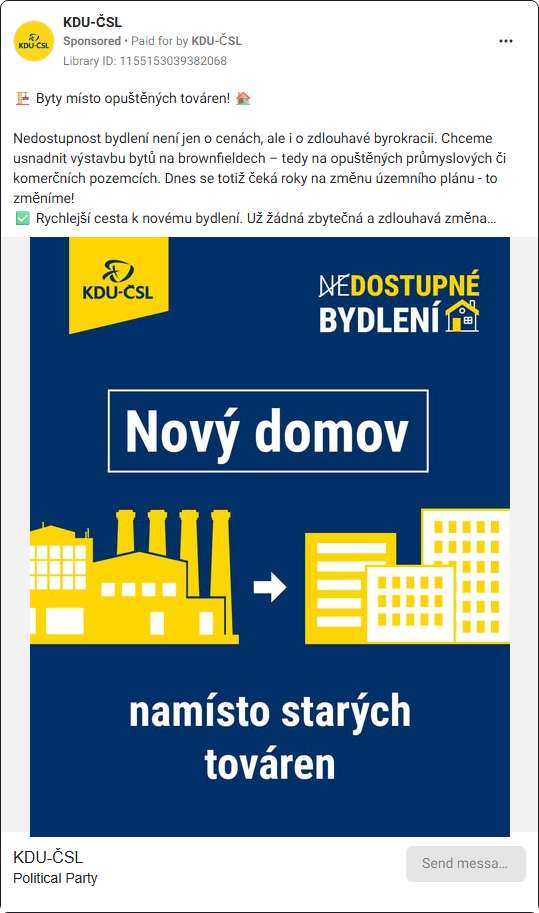 KDU-ČSL
Sponsored • Paid for by KDU-ČSL
Library ID: 1155153039382068
🏗️ Byty místo opuštěných továren! 🏠
Nedostupnost bydlení není jen o cenách, ale i o zdlouhavé byrokracii. Chceme
usnadnit výstavbu bytů na brownfieldech – tedy na opuštěných průmyslových či
komerčních pozemcích. Dnes se totiž čeká roky na změnu územního plánu - to
změníme!
✅ Rychlejší cesta k novému bydlení. Už žádná zbytečná a zdlouhavá změna…
KDU-ČSL
NEDOSTUPNÉ
BYDLENÍ
Nový domov
namísto starých
továren
KDU-ČSL
Political Party
Send messa...